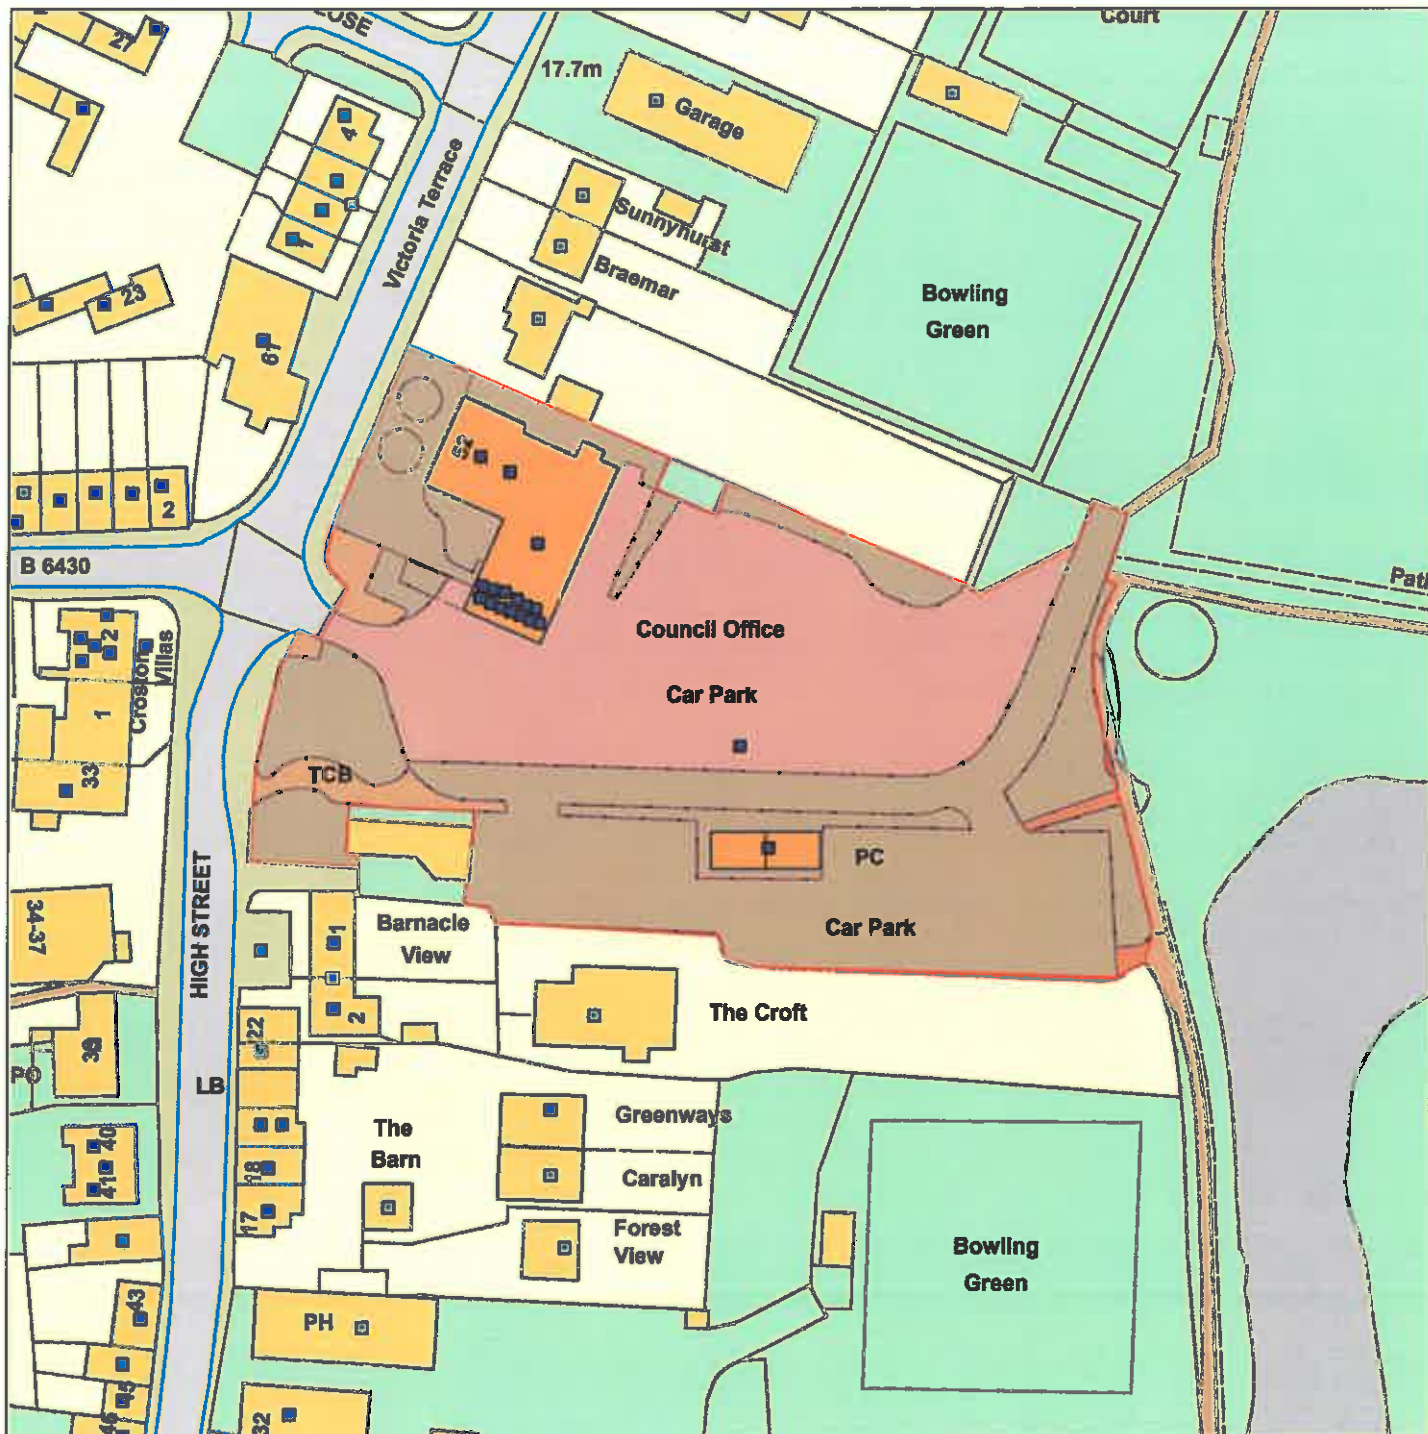 LOSE
Court
27
17.7m
Garage
4
Victoria Terrace
Sunnyhurst
1
Braemar
23
Bowling
Green
61
52
2
B 6430
Path
2
Croston
Villas
Council Office
1
Car Park
33
TCB
PC
HIGH STREET
34-37
1
Barnacle
View
Car Park
2
The Croft
22
39
PO
LB
Greenways
The
Barn
40
41
18
Caralyn
17
Forest
View
Bowling
Green
43
PH
45
46
32